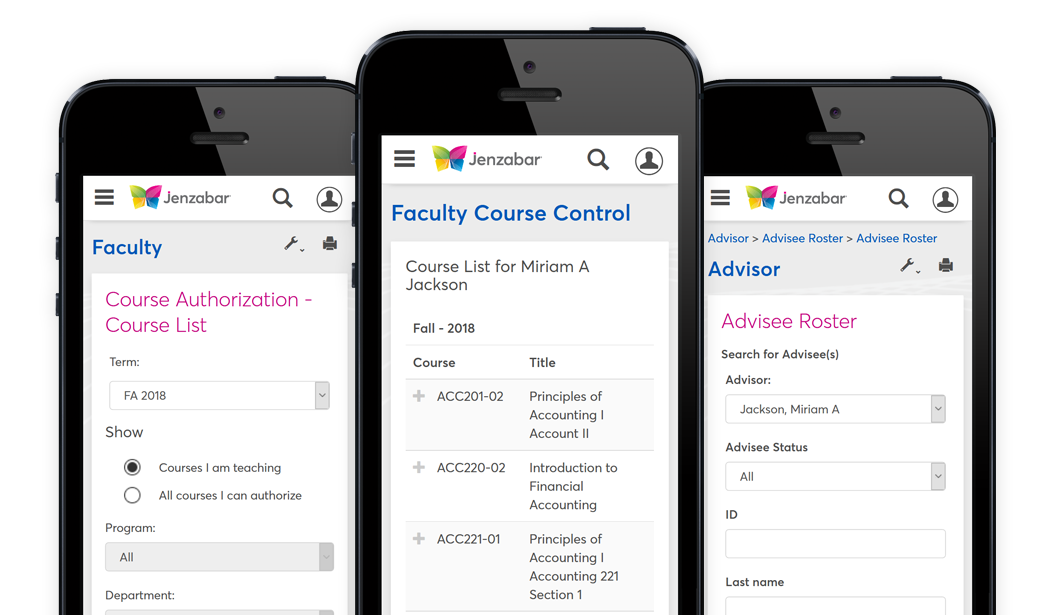 Jenzabar
Faculty
Course Authorization -
Course List
Term:
FA 2018
Show
Courses I am teaching
All courses I can authorize
Program:
All
Department:
Jenzabar
Faculty Course Control
Course List for Miriam A
Jackson
Fall - 2018
Course Title
ACC201-02 Principles of
Accounting I
Account II
ACC220-02 Introduction to
Financial
Accounting
ACC221-01 Principles of
Accounting I
Accounting 221
Section 1
Jenzabar
Advisor > Advisee Roster > Advisee Roster
Advisor
Advisee Roster
Search for Advisee(s)
Advisor:
Jackson, Miriam A
Advisee Status
All
ID
Last name